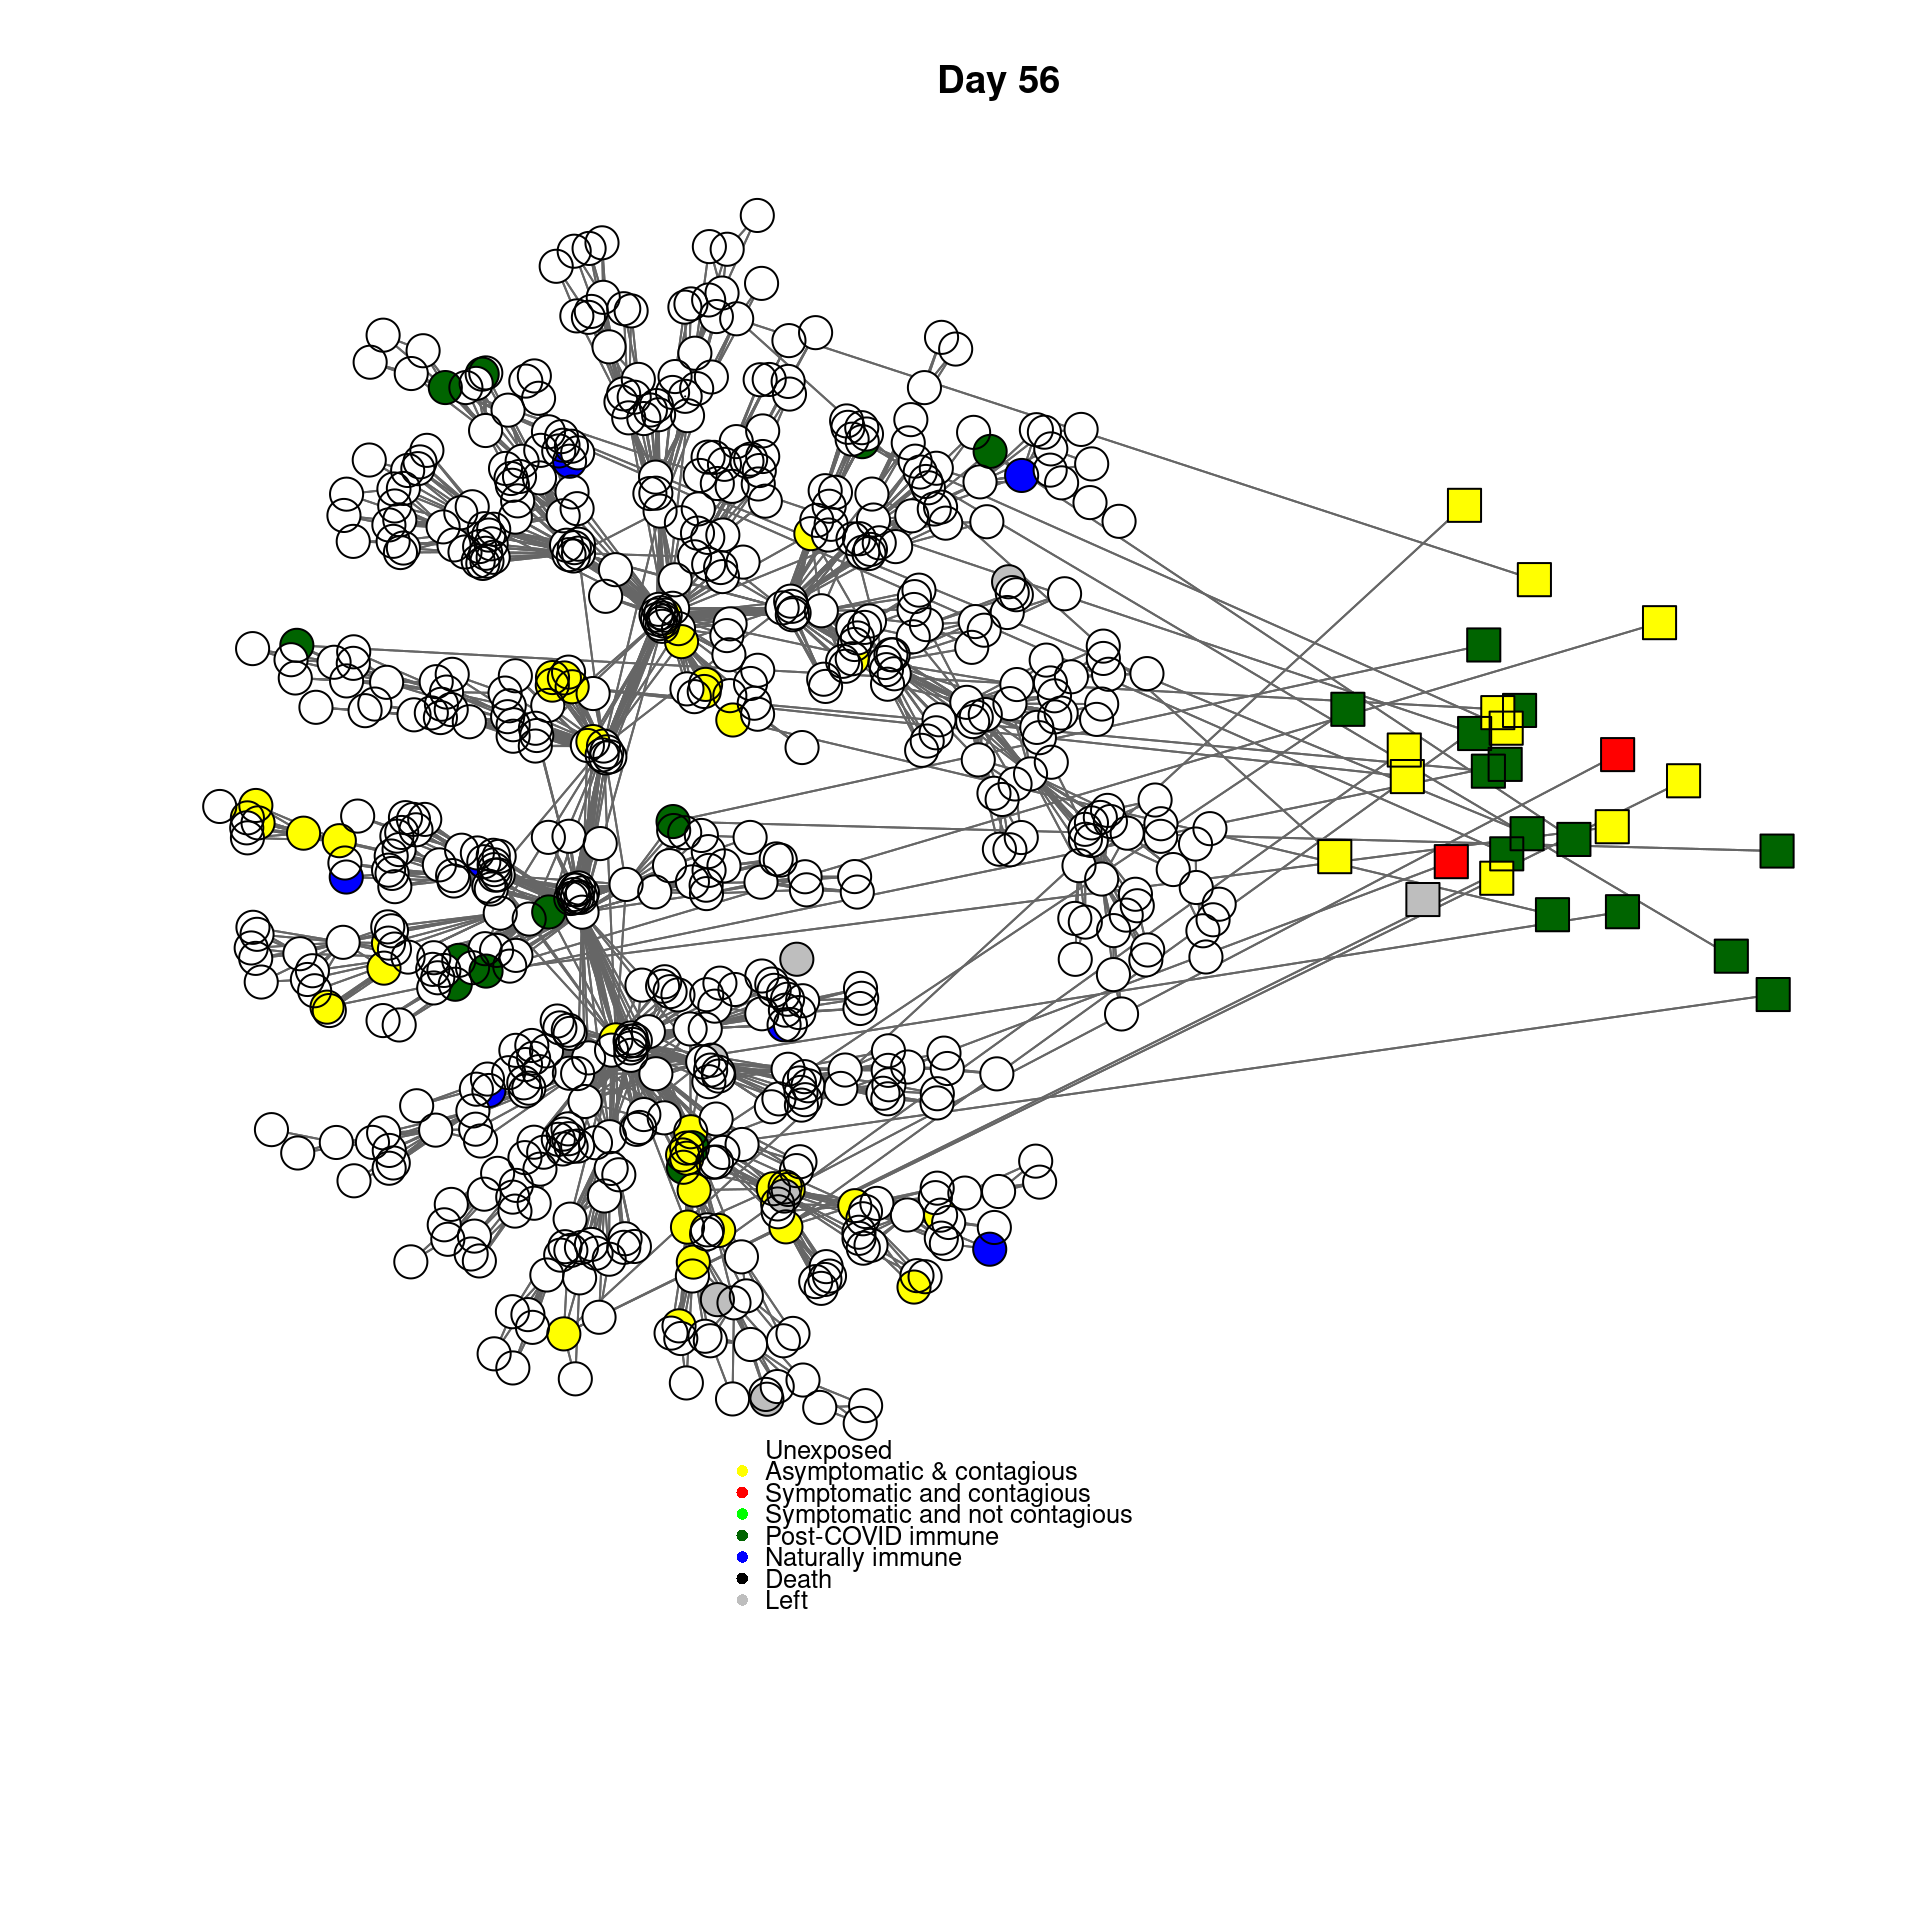 Day 56
Unexposed
Asymptomatic & contagious
Symptomatic and contagious
Symptomatic and not contagious
Post-COVID immune
Naturally immune
Death
Left